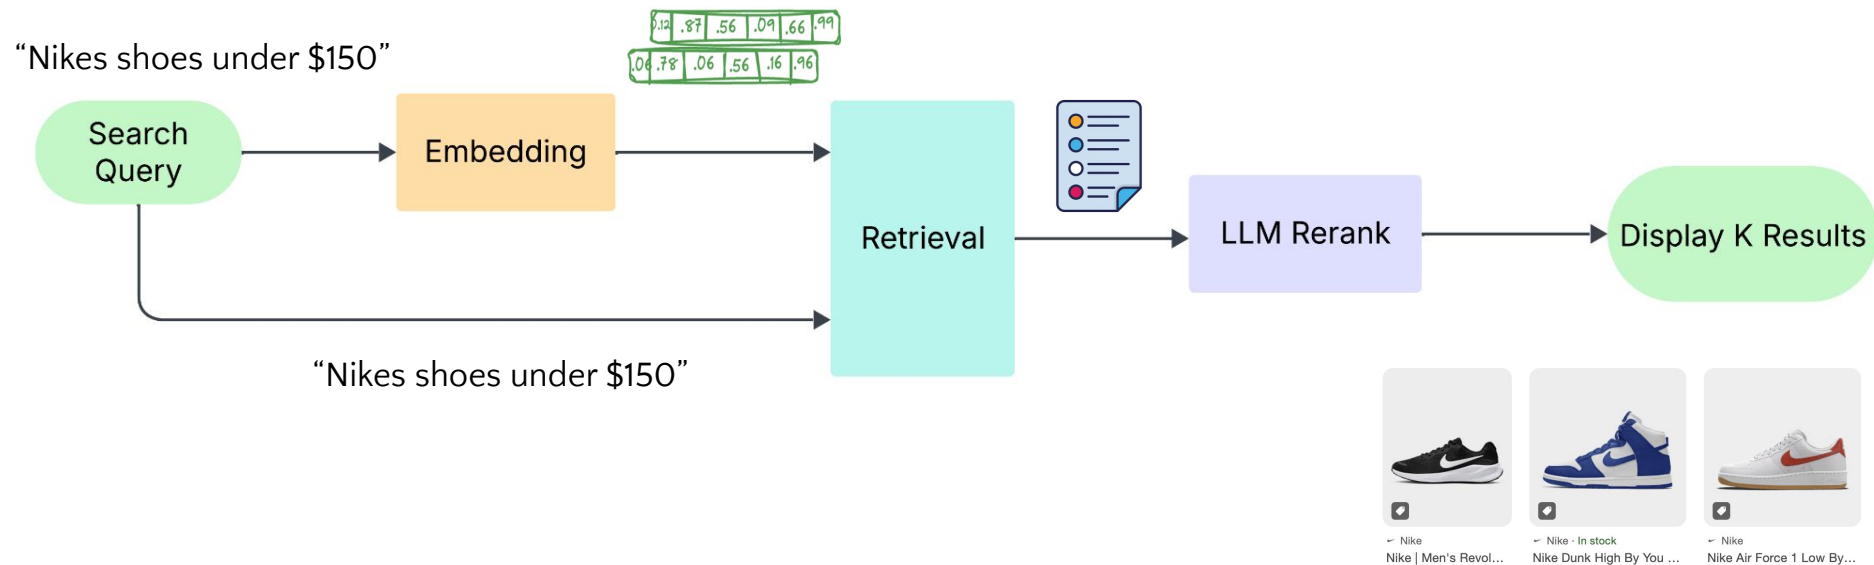 “Nikes shoes under $150”
0.12 .87 .56 .09 .66 .99
.06 .78 .06 .56 .16 .96
Search
Query
Embedding
Retrieval
LLM Rerank
Display K Results
“Nikes shoes under $150”
Nike
Nike | Men's Revol...
Nike · In stock
Nike Dunk High By You ...
Nike
Nike Air Force 1 Low By...